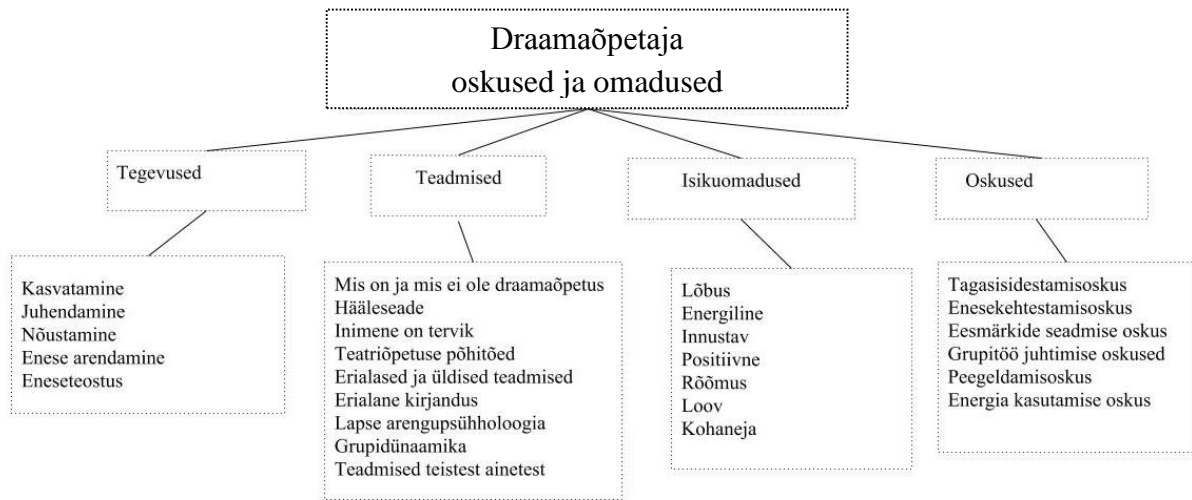 Draamaõpetaja
oskused ja omadused
Tegevused
Teadmised
Isikuomadused
Oskused
Kasvatamine
Juhendamine
Nõustamine
Enese arendamine
Eneseteostus
Mis on ja mis ei ole draamaõpetus
Hääleseade
Inimene on tervik
Teatriõpetuse põhitõed
Erialased ja üldised teadmised
Erialane kirjandus
Lapse arengupsühholoogia
Grupidünaamika
Teadmised teistest ainetest
Lõbus
Energiline
Innustav
Positiivne
Rõõmus
Loov
Kohaneja
Tagasisidestamisoskus
Enesekehtestamisoskus
Eesmärkide seadmise oskus
Grupitöö juhtimise oskused
Peegeldamisoskus
Energia kasutamise oskus